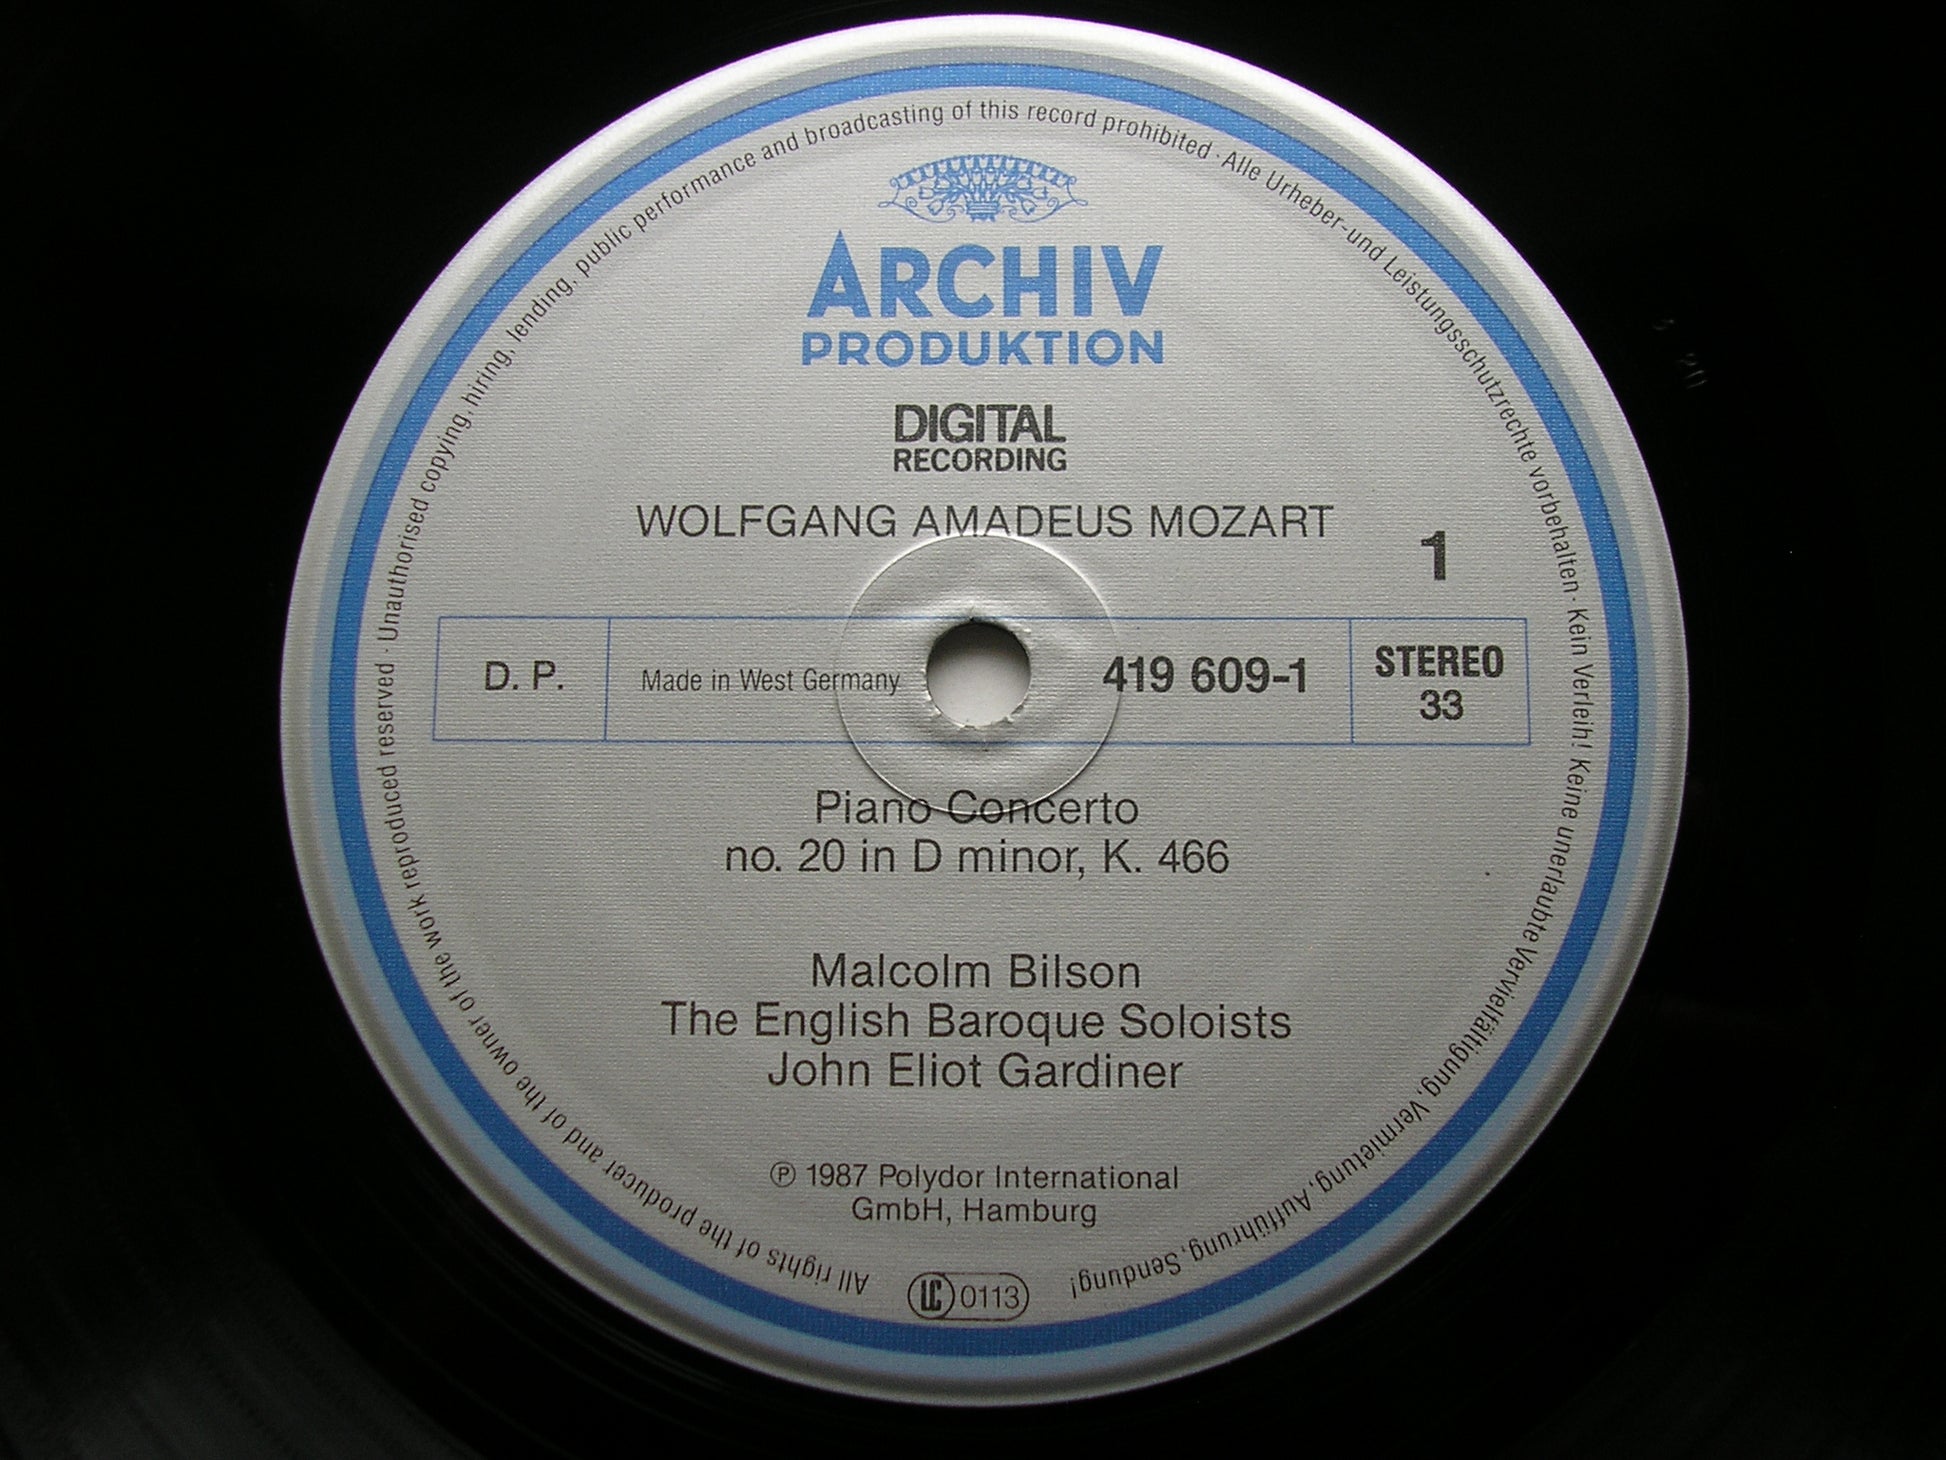 ARCHIV
PRODUKTION
DIGITAL
RECORDING
WOLFGANG AMADEUS MOZART
1
D. P.
Made in West Germany
419 609-1
STEREO
33
Piano Concerto
no. 20 in D minor, K. 466
Malcolm Bilson
The English Baroque Soloists
John Eliot Gardiner
℗ 1987 Polydor International
GmbH, Hamburg
LC 0113
All rights of the producer and of the owner of the work reproduced reserved · Unauthorised copying, hiring, lending, public performance and broadcasting of this record prohibited · Alle Urheber- und Leistungsschutzrechte vorbehalten · Kein Verleih! Keine unerlaubte Vervielfältigung, Vermietung, Aufführung, Sendung!